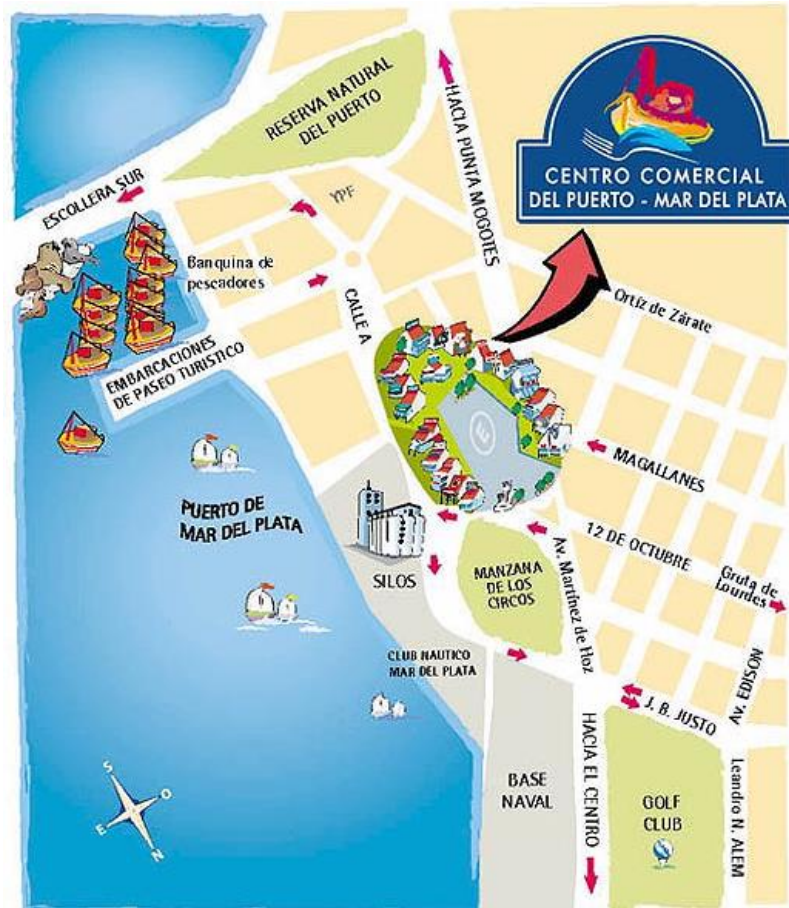 RESERVA NATURAL
DEL PUERTO
HACIA PUNTA MOGOTES
CENTRO COMERCIAL
DEL PUERTO - MAR DEL PLATA
ESCOLLERA SUR
YPF
Banquina de
pescadores
CALLE A
Ortíz de Zárate
EMBARCACIONES
DE PASEO TURISTICO
E
MAGALLANES
PUERTO DE
MAR DEL PLATA
12 DE OCTUBRE
SILOS
MANZANA
DE LOS
CIRCOS
Av. Martínez de Hoz
Gruta de
Lourdes
CLUB NAUTICO
MAR DEL PLATA
Av. EDISON
J. B. JUSTO
HACIA EL CENTRO
BASE
NAVAL
GOLF
CLUB
Leandro N. ALEM
S
O
E
N